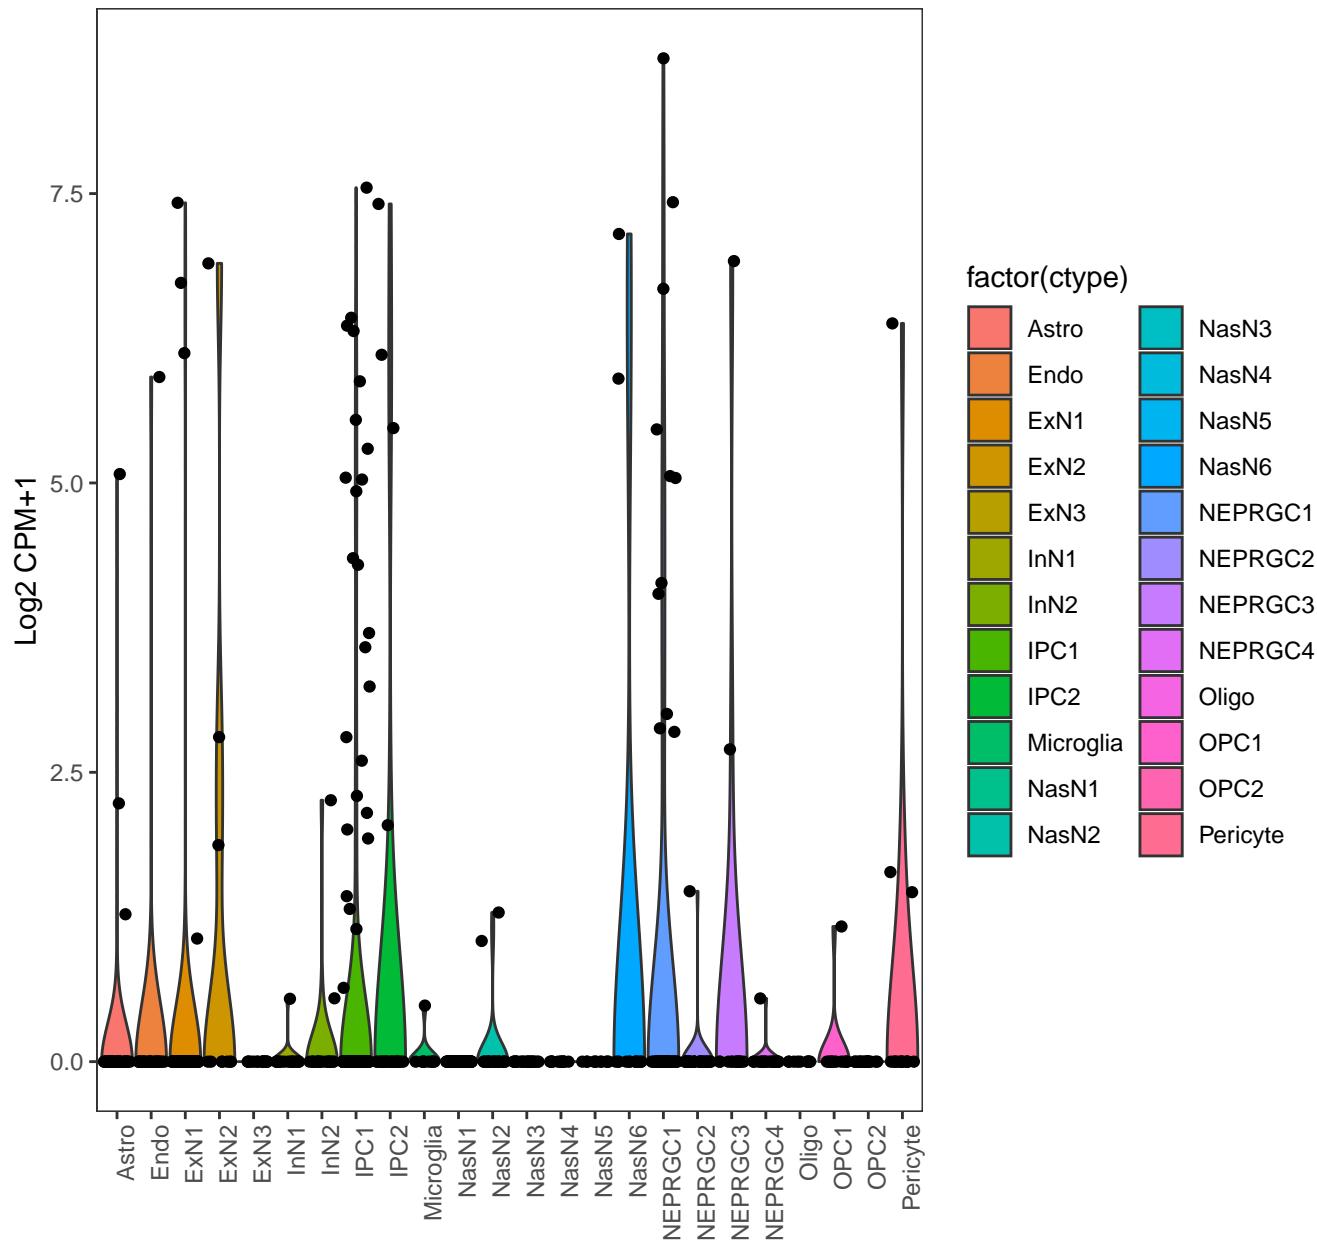 Log2 CPM+1
7.5
5.0
2.5
0.0
Astro
Endo
ExN1
ExN2
ExN3
InN1
InN2
IPC1
IPC2
Microglia
NasN1
NasN2
NasN3
NasN4
NasN5
NasN6
NEPRGC1
NEPRGC2
NEPRGC3
NEPRGC4
Oligo
OPC1
OPC2
Pericyte
factor(ctype)
Astro
Endo
ExN1
ExN2
ExN3
InN1
InN2
IPC1
IPC2
Microglia
NasN1
NasN2
NasN3
NasN4
NasN5
NasN6
NEPRGC1
NEPRGC2
NEPRGC3
NEPRGC4
Oligo
OPC1
OPC2
Pericyte